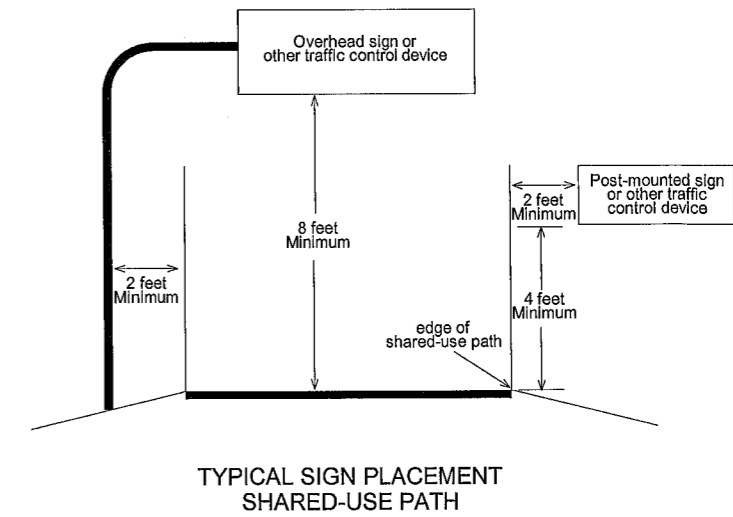 Overhead sign or
other traffic control device
Post-mounted sign
or other traffic
control device
2 feet
Minimum
8 feet
Minimum
2 feet
Minimum
4 feet
Minimum
edge of
shared-use path
TYPICAL SIGN PLACEMENT
SHARED-USE PATH